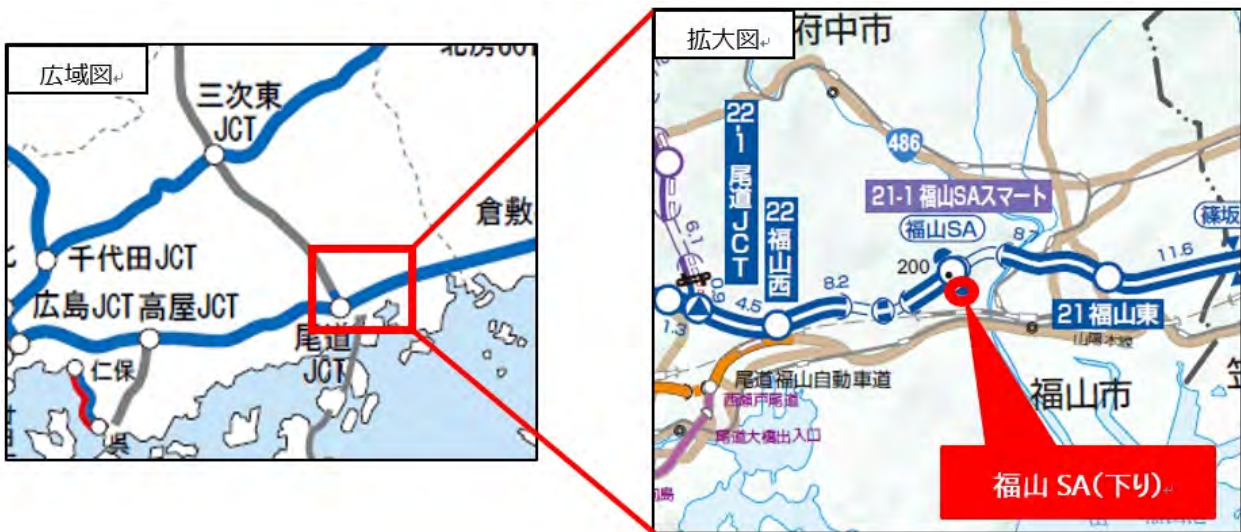 広域図
三次東
JCT
千代田JCT
倉敷
広島JCT
高屋JCT
尾道
JCT
仁保
呉
拡大図
府中市
486
22-1 尾道JCT
22 福山西
21-1 福山SAスマート
福山SA
篠坂
200
6.1
0.9
4.5
8.2
11.6
1.3
21 福山東
山陽本線
尾道福山自動車道
西瀬戸尾道
尾道大橋出入口
福山市
福山 SA(下り)